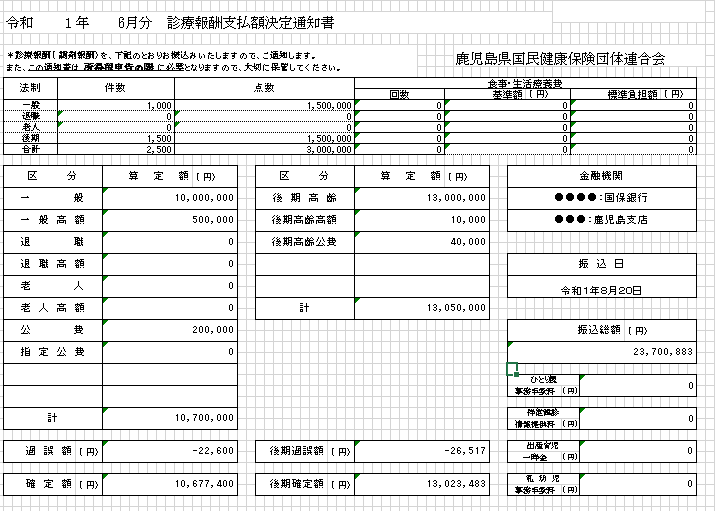 令和　1年　6月分　診療報酬支払額決定通知書
＊診療報酬(調剤報酬)を、下記のとおりお振込みいたしますので、ご通知します。
また、この通知書は 所得税申告の際 に必要となりますので、大切に保管してください。
鹿児島県国民健康保険団体連合会
法制 件数 点数 食事・生活療養費
回数 基準額(円) 標準負担額(円)
一般 1,000 1,500,000 0 0 0
退職 0 0 0 0 0
老人 0 0 0 0 0
後期 1,500 1,500,000 0 0 0
合計 2,500 3,000,000 0 0 0
区分 算定額(円)
一般 10,000,000
一般高額 500,000
退職 0
退職高額 0
老人 0
老人高額 0
公費 200,000
指定公費 0
計 10,700,000
過誤額(円) -22,600
確定額(円) 10,677,400
区分 算定額(円)
後期高齢 13,000,000
後期高齢高額 10,000
後期高齢公費 40,000
計 13,050,000
後期過誤額(円) -26,517
後期確定額(円) 13,023,483
金融機関
●●●●:国保銀行
●●●:鹿児島支店
振込日
令和1年8月20日
振込総額(円)
23,700,883
ひとり親
事務手数料(円) 0
特定健診
情報提供料(円) 0
出産育児
一時金(円) 0
乳幼児
事務手数料(円) 0